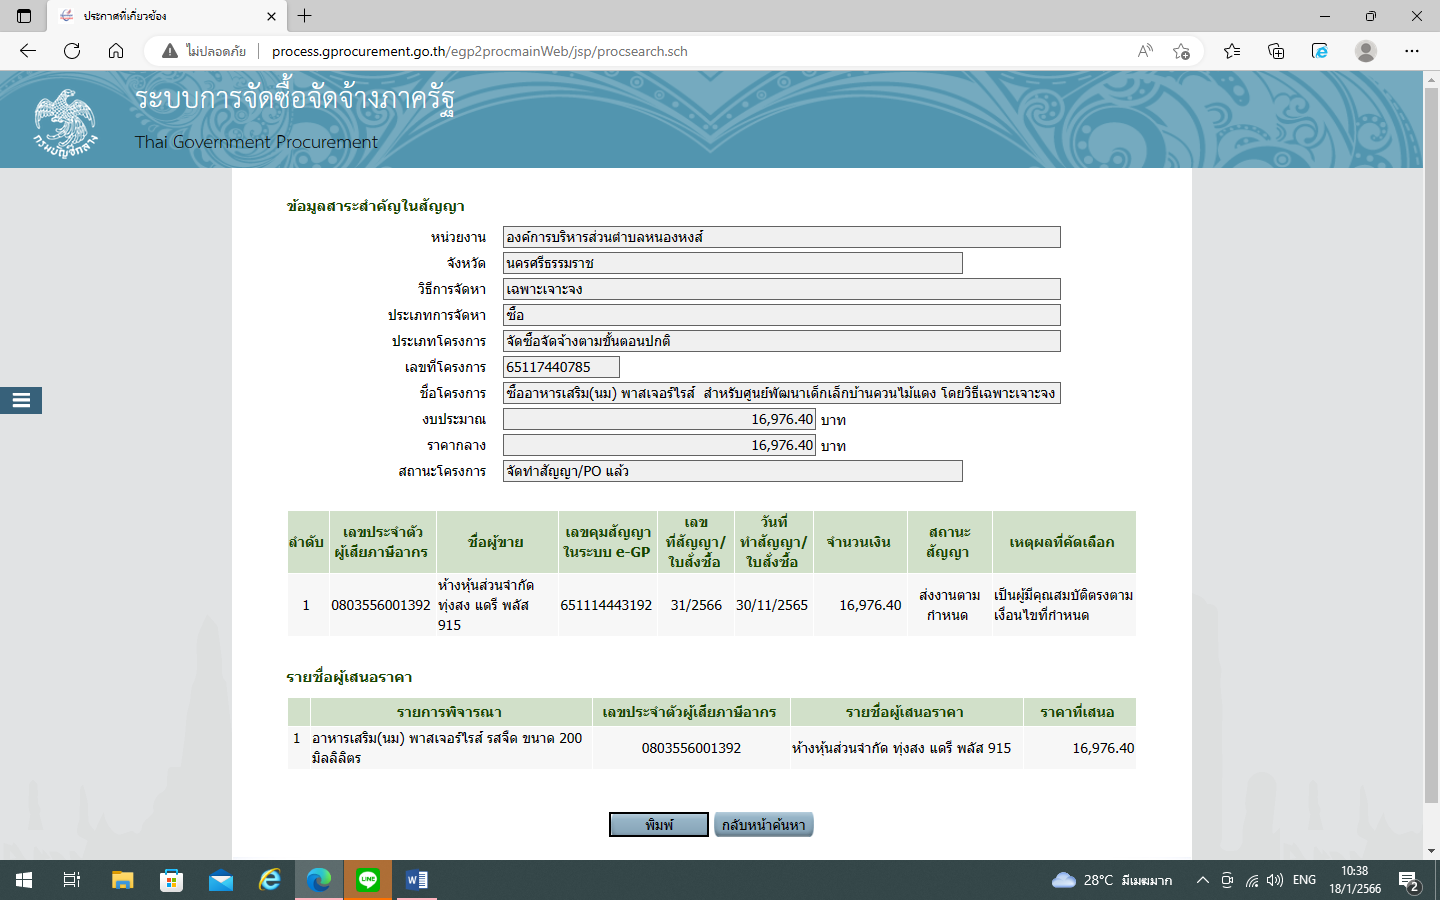 ประกาศที่เกี่ยวข้อง
ไม่ปลอดภัย process.gprocurement.go.th/egp2procmainWeb/jsp/procsearch.sch
ระบบการจัดซื้อจัดจ้างภาครัฐ
Thai Government Procurement
กรมบัญชีกลาง
ข้อมูลสาระสำคัญในสัญญา
หน่วยงาน องค์การบริหารส่วนตำบลหนองหงส์
จังหวัด นครศรีธรรมราช
วิธีการจัดหา เฉพาะเจาะจง
ประเภทการจัดหา ซื้อ
ประเภทโครงการ จัดซื้อจัดจ้างตามขั้นตอนปกติ
เลขที่โครงการ 65117440785
ชื่อโครงการ ซื้ออาหารเสริม(นม) พาสเจอร์ไรส์ สำหรับศูนย์พัฒนาเด็กเล็กบ้านควนไม้แดง โดยวิธีเฉพาะเจาะจง
งบประมาณ 16,976.40 บาท
ราคากลาง 16,976.40 บาท
สถานะโครงการ จัดทำสัญญา/PO แล้ว
ลำดับ เลขประจำตัว ผู้เสียภาษีอากร ชื่อผู้ขาย เลขคุมสัญญา ในระบบ e-GP เลข ที่สัญญา/ ใบสั่งซื้อ วันที่ ทำสัญญา/ ใบสั่งซื้อ จำนวนเงิน สถานะ สัญญา เหตุผลที่คัดเลือก
1 0803556001392 ห้างหุ้นส่วนจำกัด ทุ่งสง แดรี่ พลัส 915 651114443192 31/2566 30/11/2565 16,976.40 ส่งงานตาม กำหนด เป็นผู้มีคุณสมบัติตรงตาม เงื่อนไขที่กำหนด
รายชื่อผู้เสนอราคา
รายการพิจารณา เลขประจำตัวผู้เสียภาษีอากร รายชื่อผู้เสนอราคา ราคาที่เสนอ
1 อาหารเสริม(นม) พาสเจอร์ไรส์ รสจืด ขนาด 200 มิลลิลิตร 0803556001392 ห้างหุ้นส่วนจำกัด ทุ่งสง แดรี่ พลัส 915 16,976.40
พิมพ์ กลับหน้าค้นหา
LINE 28°C มีเมฆมาก ENG 10:38
18/1/2566 2